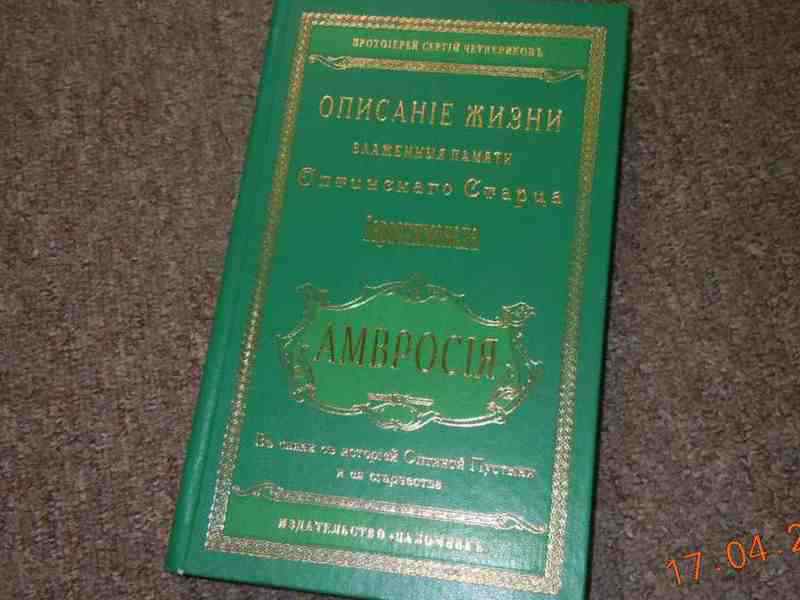 ПРОТОІЕРЕЙ СЕРГІЙ ЧЕТВЕРИКОВЪ
ОПИСАНІЕ ЖИЗНИ
БЛАЖЕННЫЯ ПАМЯТИ
Оптинскаго Старца
Іеросхимонаха
АМВРОСІЯ
Въ связи съ исторіей Оптиной Пустыни
и ея старчества
ИЗДАТЕЛЬСТВО «ПАЛОМНИКЪ»
17.04.2